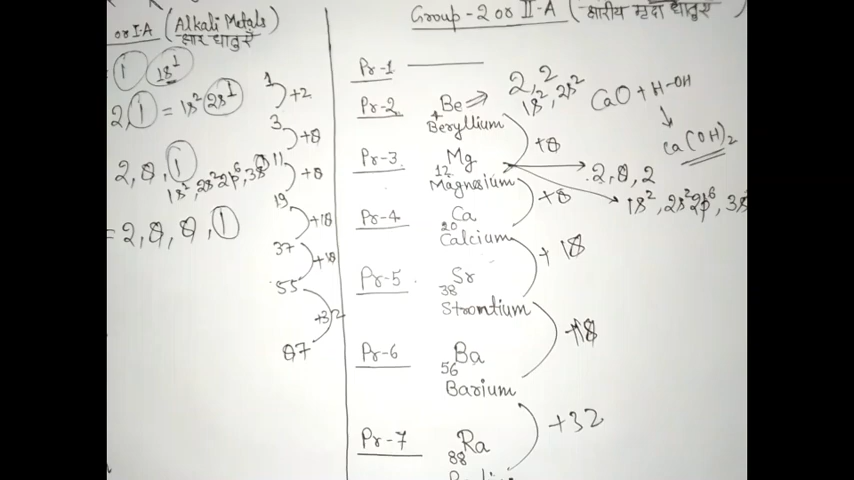 or I-A (Alkali Metals)
क्षार धातुएँ
1 1s1
2, 1 = 1s2 2s1
2, 8, 1
1s2, 2s2 2p6, 3s1
= 2, 8, 8, 1
1
+2
3
+8
11
+8
19
+18
37
+18
55
+32
87
Group-2 or II-A (क्षारीय मृदा धातुएँ
Pr-1
Pr-2 Be ⇒ 2, 2
4 1s2, 2s2
Beryllium
+8
Pr-3 Mg → 2, 8, 2
12 → 1s2, 2s2 2p6, 3s
Magnesium
+8
Pr-4 Ca
20
Calcium
+18
Pr-5 Sr
38
Stromtium
+18
Pr-6 Ba
56
Barium
+32
Pr-7 Ra
88
CaO + H-OH
↓
Ca(OH)2